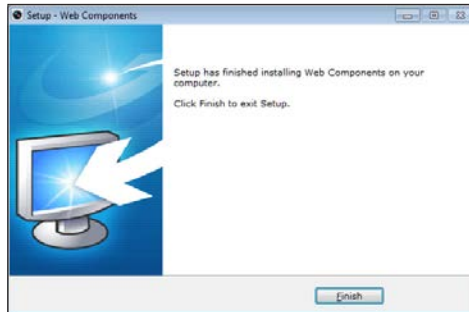 Setup - Web Components
Setup has finished installing Web Components on your
computer.
Click Finish to exit Setup.
Finish